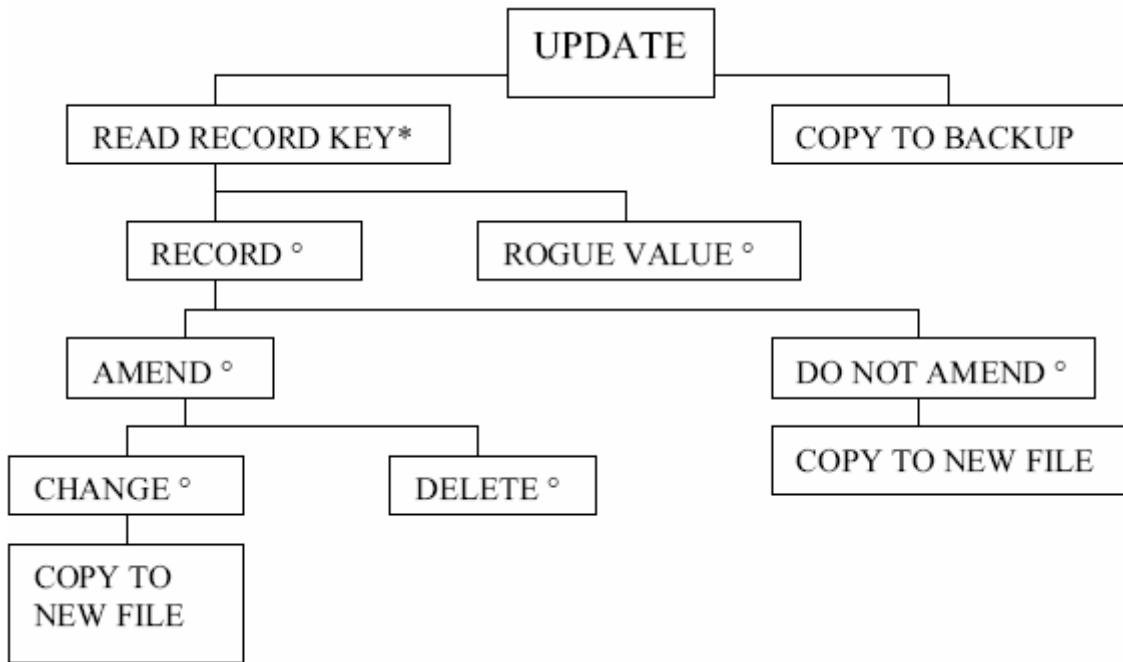 UPDATE
READ RECORD KEY*
COPY TO BACKUP
RECORD °
ROGUE VALUE °
AMEND °
DO NOT AMEND °
CHANGE °
DELETE °
COPY TO NEW FILE
COPY TO
NEW FILE